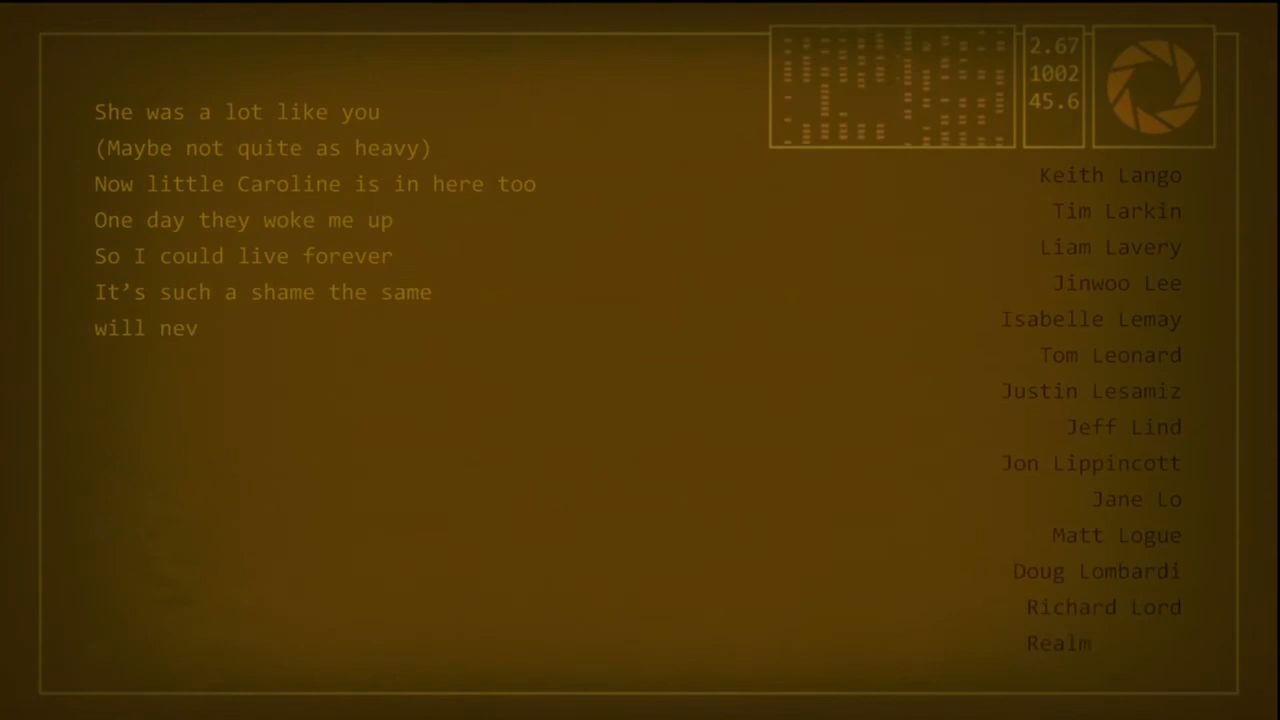 2.67
1002
45.6
She was a lot like you
(Maybe not quite as heavy)
Now little Caroline is in here too
One day they woke me up
So I could live forever
It’s such a shame the same
will nev
Keith Lango
Tim Larkin
Liam Lavery
Jinwoo Lee
Isabelle Lemay
Tom Leonard
Justin Lesamiz
Jeff Lind
Jon Lippincott
Jane Lo
Matt Logue
Doug Lombardi
Richard Lord
Realm